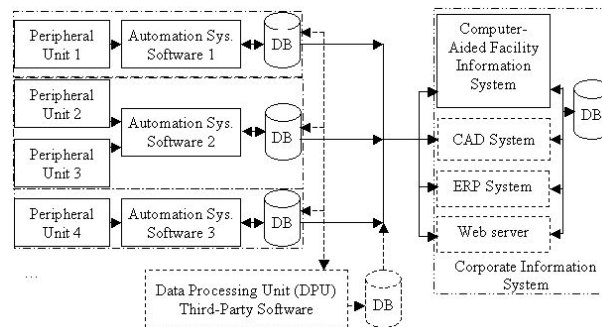 Peripheral
Unit 1
Automation Sys.
Software 1
DB
Computer-
Aided Facility
Information
System
DB
Peripheral
Unit 2
Automation Sys.
Software 2
DB
Peripheral
Unit 3
CAD System
ERP System
Peripheral
Unit 4
Automation Sys.
Software 3
DB
Web server
Corporate Information
System
...
Data Processing Unit (DPU)
Third-Party Software
DB